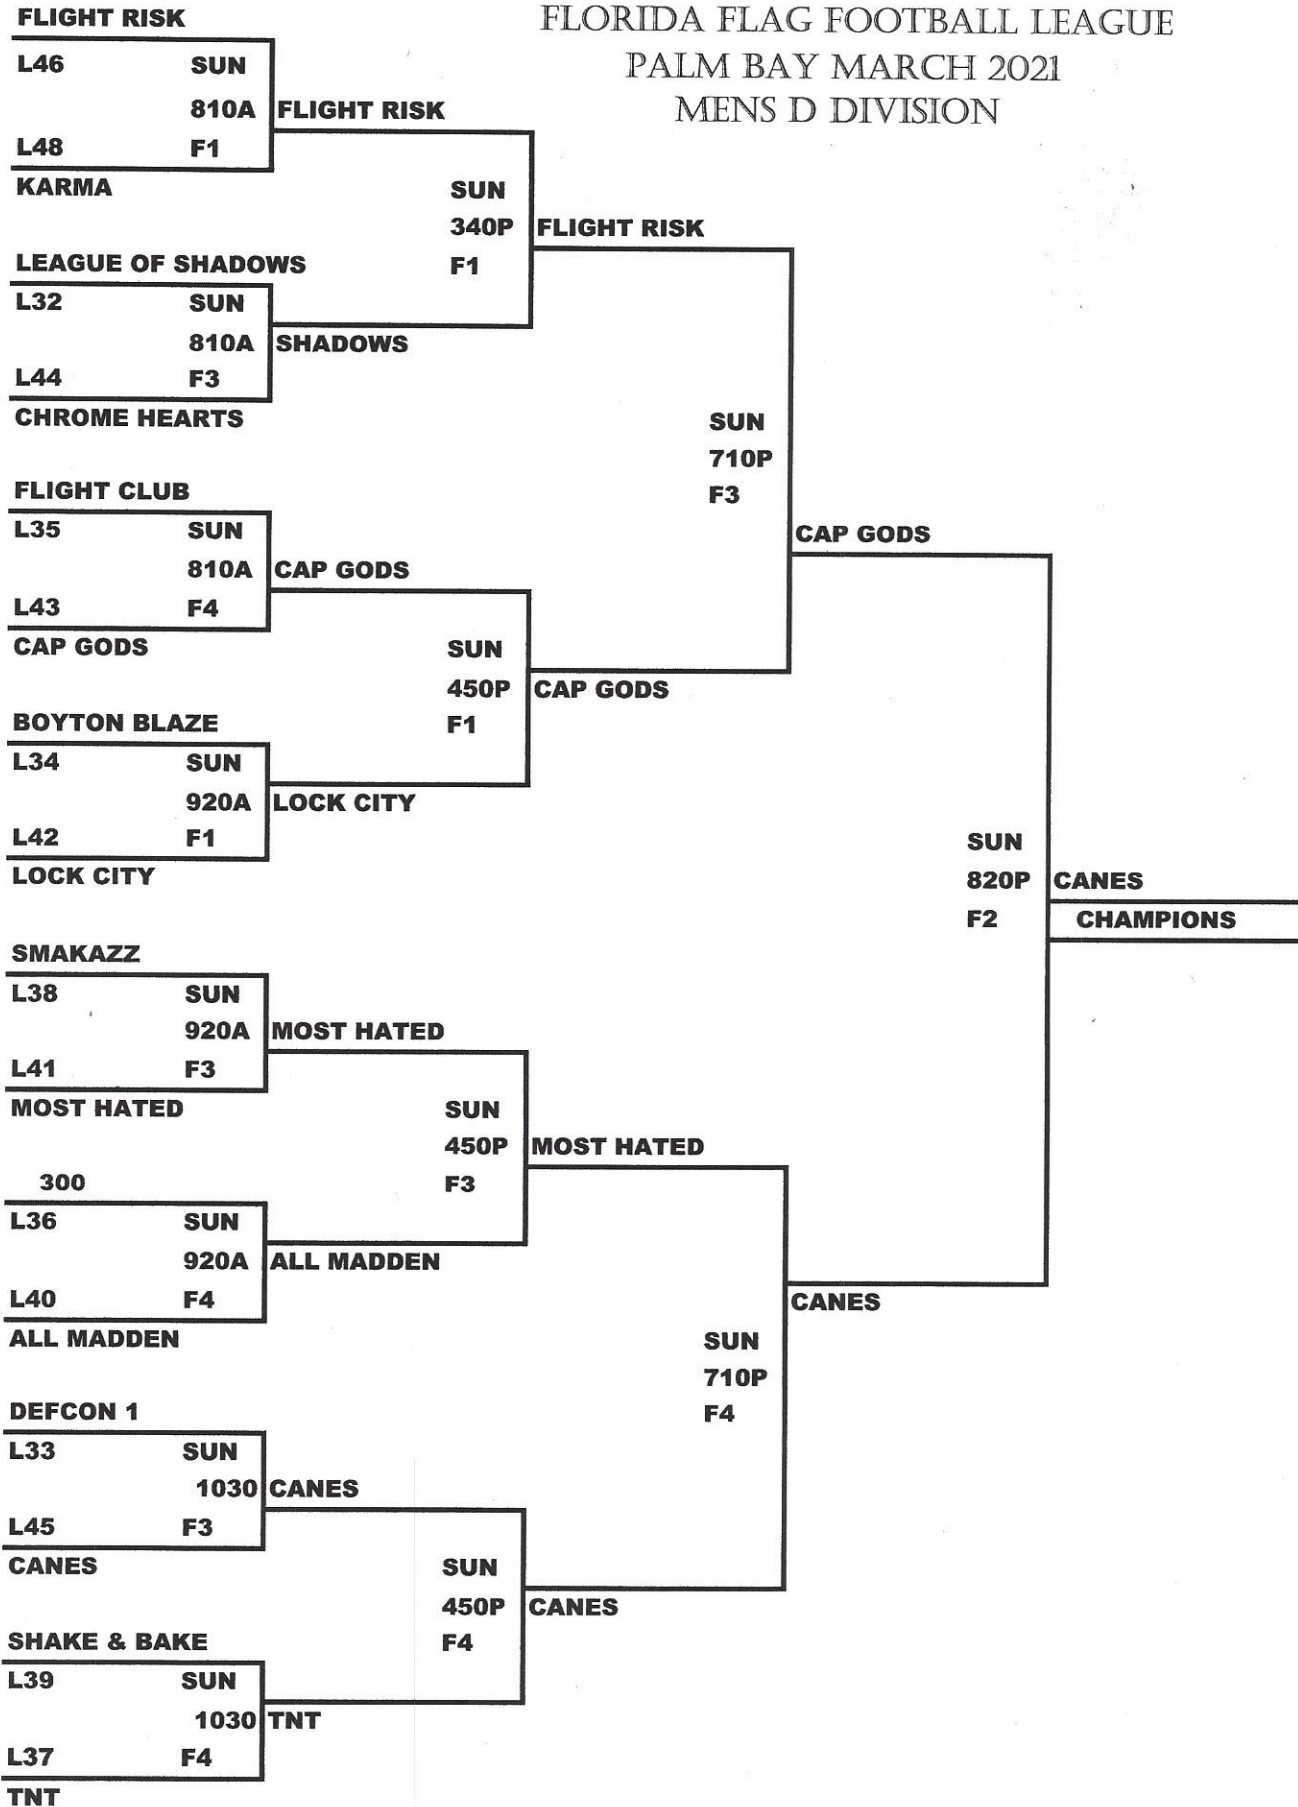 FLORIDA FLAG FOOTBALL LEAGUE
PALM BAY MARCH 2021
MENS D DIVISION
FLIGHT RISK
L46 SUN
810A FLIGHT RISK
L48 F1
KARMA
SUN
340P FLIGHT RISK
F1
LEAGUE OF SHADOWS
L32 SUN
810A SHADOWS
L44 F3
CHROME HEARTS
SUN
710P
F3
CAP GODS
FLIGHT CLUB
L35 SUN
810A CAP GODS
L43 F4
CAP GODS
SUN
450P CAP GODS
F1
BOYTON BLAZE
L34 SUN
920A LOCK CITY
L42 F1
LOCK CITY
SUN
820P CANES
F2 CHAMPIONS
SMAKAZZ
L38 SUN
920A MOST HATED
L41 F3
MOST HATED
SUN
450P MOST HATED
F3
300
L36 SUN
920A ALL MADDEN
L40 F4
ALL MADDEN
CANES
SUN
710P
F4
DEFCON 1
L33 SUN
1030 CANES
L45 F3
CANES
SUN
450P CANES
F4
SHAKE & BAKE
L39 SUN
1030 TNT
L37 F4
TNT